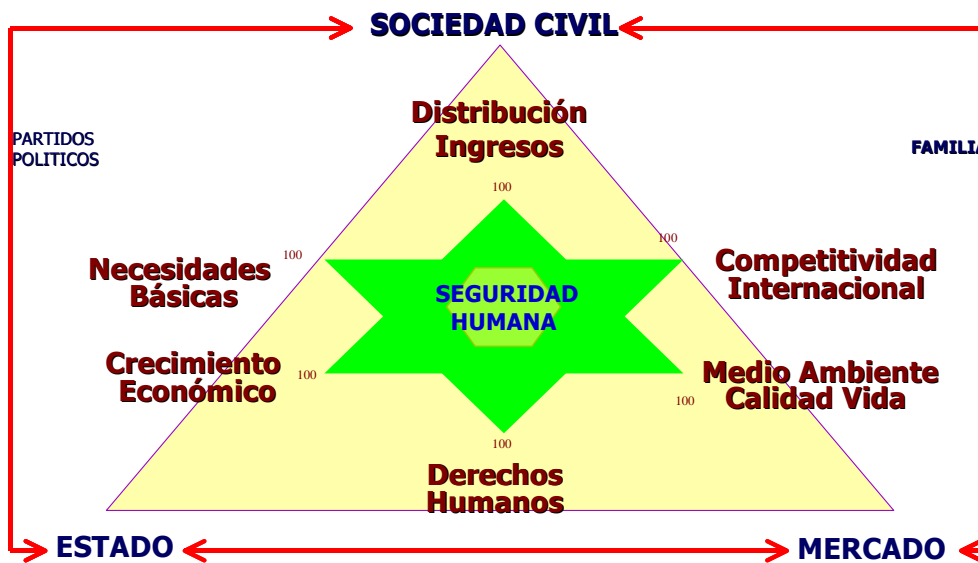 SOCIEDAD CIVIL
Distribución
Ingresos
PARTIDOS
POLITICOS
FAMILIA
100
100
100
Necesidades
Básicas
Competitividad
Internacional
SEGURIDAD
HUMANA
Crecimiento
Económico
100
Medio Ambiente
Calidad Vida
100
100
Derechos
Humanos
ESTADO
MERCADO